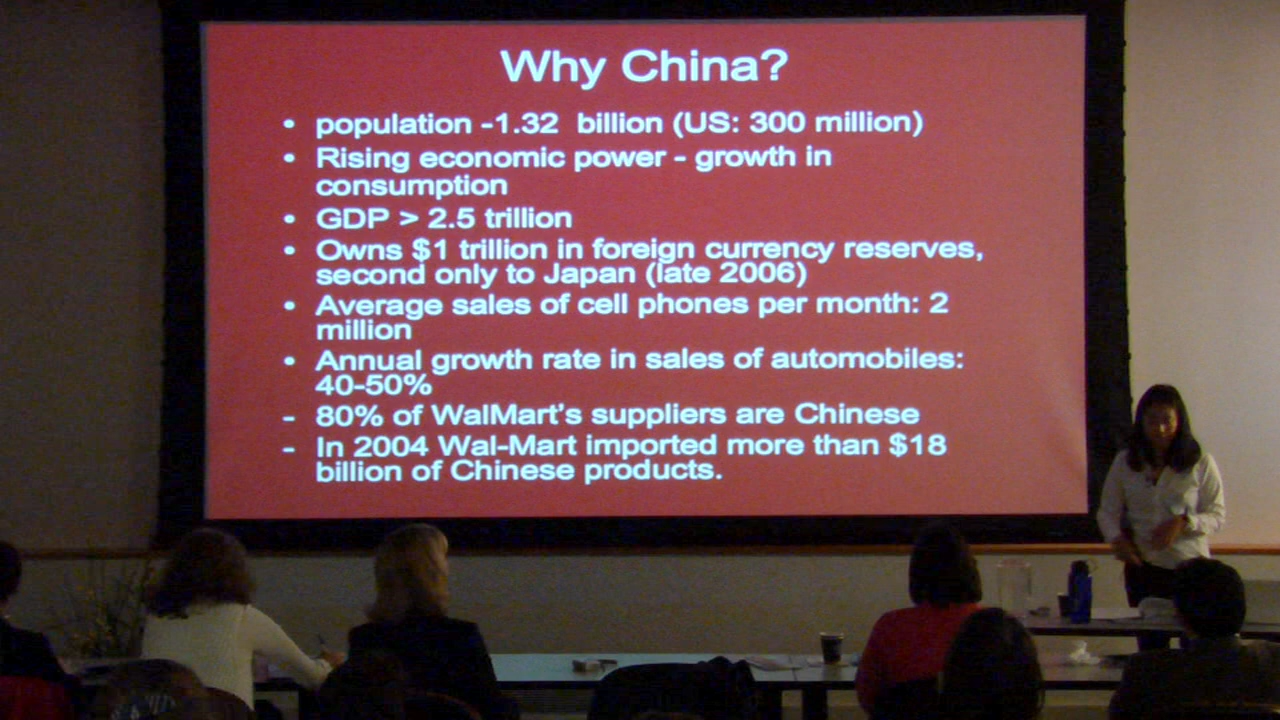 Why China?
• population -1.32 billion (US: 300 million)
• Rising economic power - growth in
consumption
• GDP > 2.5 trillion
• Owns $1 trillion in foreign currency reserves,
second only to Japan (late 2006)
• Average sales of cell phones per month: 2
million
• Annual growth rate in sales of automobiles:
40-50%
- 80% of WalMart's suppliers are Chinese
- In 2004 Wal-Mart imported more than $18
billion of Chinese products.